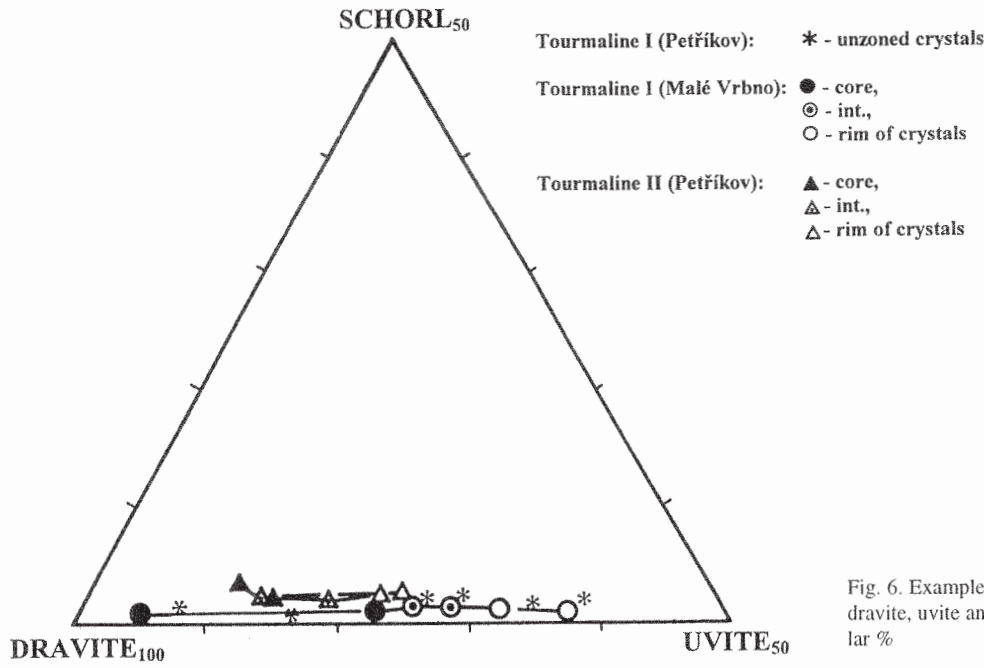 SCHORL50
Tourmaline I (Petříkov): * - unzoned crystals
Tourmaline I (Malé Vrbno): - core,
- int.,
- rim of crystals
Tourmaline II (Petříkov): - core,
- int.,
- rim of crystals
DRAVITE100
UVITE50
Fig. 6. Example
dravite, uvite an
lar %